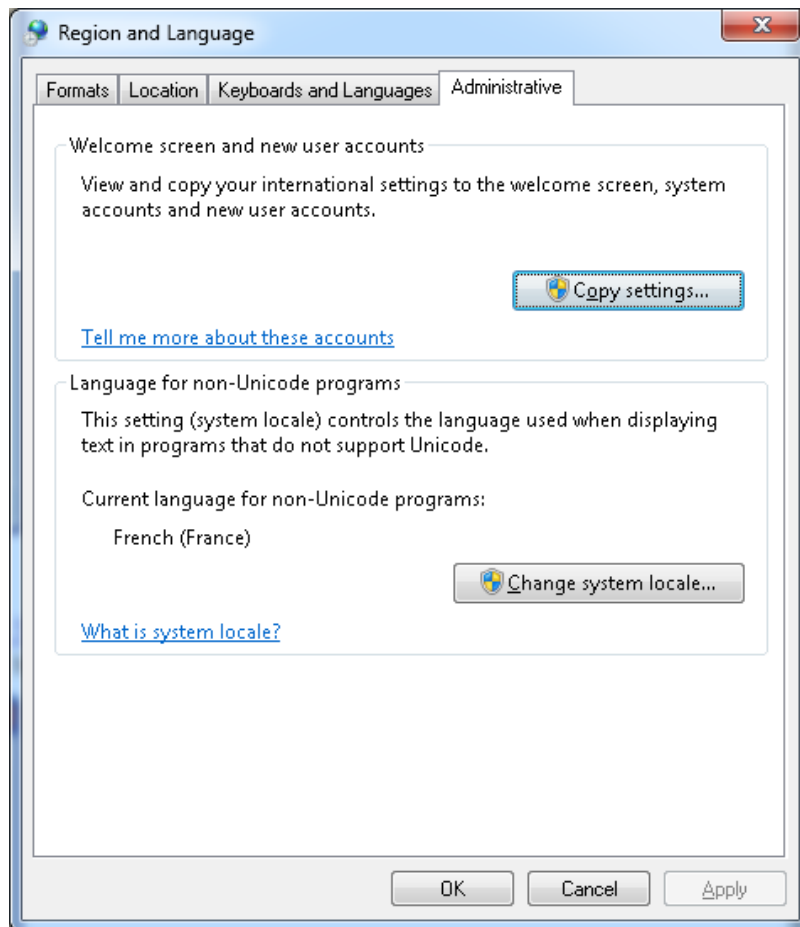 Region and Language
Formats
Location
Keyboards and Languages
Administrative
Welcome screen and new user accounts
View and copy your international settings to the welcome screen, system
accounts and new user accounts.
Copy settings...
Tell me more about these accounts
Language for non-Unicode programs
This setting (system locale) controls the language used when displaying
text in programs that do not support Unicode.
Current language for non-Unicode programs:
French (France)
Change system locale...
What is system locale?
OK
Cancel
Apply